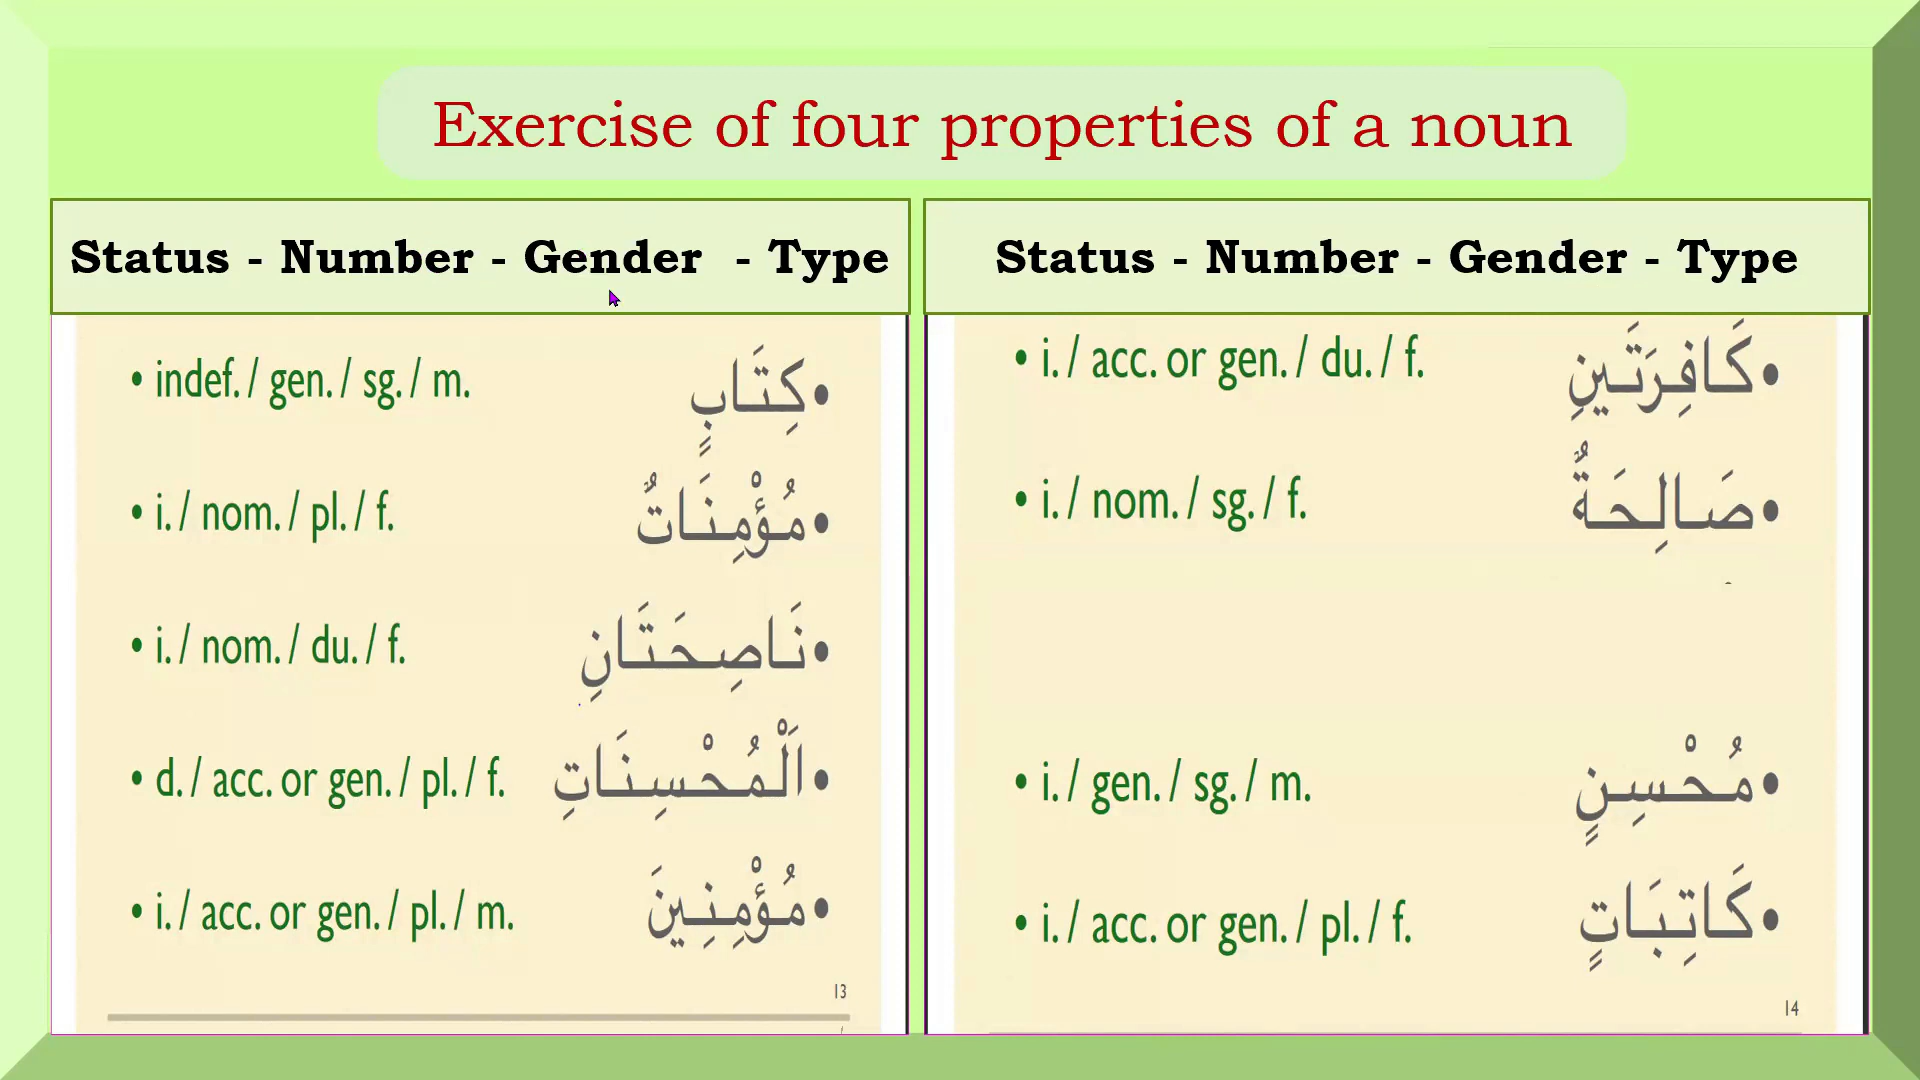 Exercise of four properties of a noun
Status - Number - Gender - Type
• indef. / gen. / sg. / m.
• كِتَابٍ
• i. / nom. / pl. / f.
• مُؤْمِنَاتٌ
• i. / nom. / du. / f.
• نَاصِحَتَانِ
• d. / acc. or gen. / pl. / f.
• اَلْمُحْسِنَاتِ
• i. / acc. or gen. / pl. / m.
• مُؤْمِنِينَ
13
Status - Number - Gender - Type
• i. / acc. or gen. / du. / f.
• كَافِرَتَينِ
• i. / nom. / sg. / f.
• صَالِحَةٌ
• i. / gen. / sg. / m.
• مُحْسِنٍ
• i. / acc. or gen. / pl. / f.
• كَاتِبَاتٍ
14